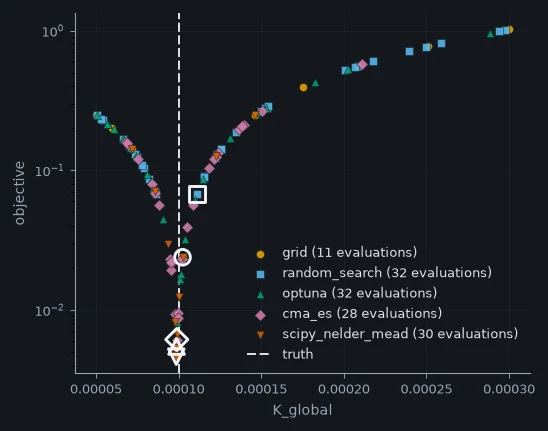 10⁰
10⁻¹
10⁻²
objective
grid (11 evaluations)
random_search (32 evaluations)
optuna (32 evaluations)
cma_es (28 evaluations)
scipy_nelder_mead (30 evaluations)
truth
0.00005 0.00010 0.00015 0.00020 0.00025 0.00030
K_global